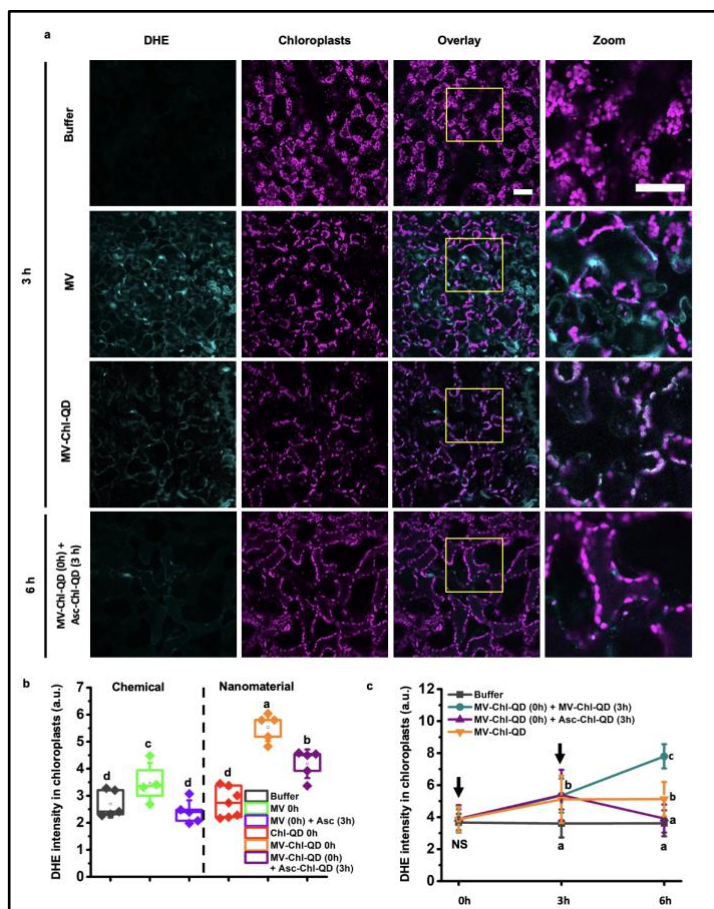 a
DHE Chloroplasts Overlay Zoom
3 h
Buffer
MV
MV-Chl-QD
6 h
MV-Chl-QD (0h) +
Asc-Chl-QD (3 h)
b
DHE intensity in chloroplasts (a.u.)
7
6
5
4
3
2
1
0
Chemical Nanomaterial
d c d d a b
Buffer
MV 0h
MV (0h) + Asc (3h)
Chl-QD 0h
MV-Chl-QD 0h
MV-Chl-QD (0h)
+ Asc-Chl-QD (3h)
c
DHE intensity in chloroplasts (a.u.)
12
10
8
6
4
2
0
Buffer
MV-Chl-QD (0h) + MV-Chl-QD (3h)
MV-Chl-QD (0h) + Asc-Chl-QD (3h)
MV-Chl-QD
c
b b
a
NS a a
0h 3h 6h